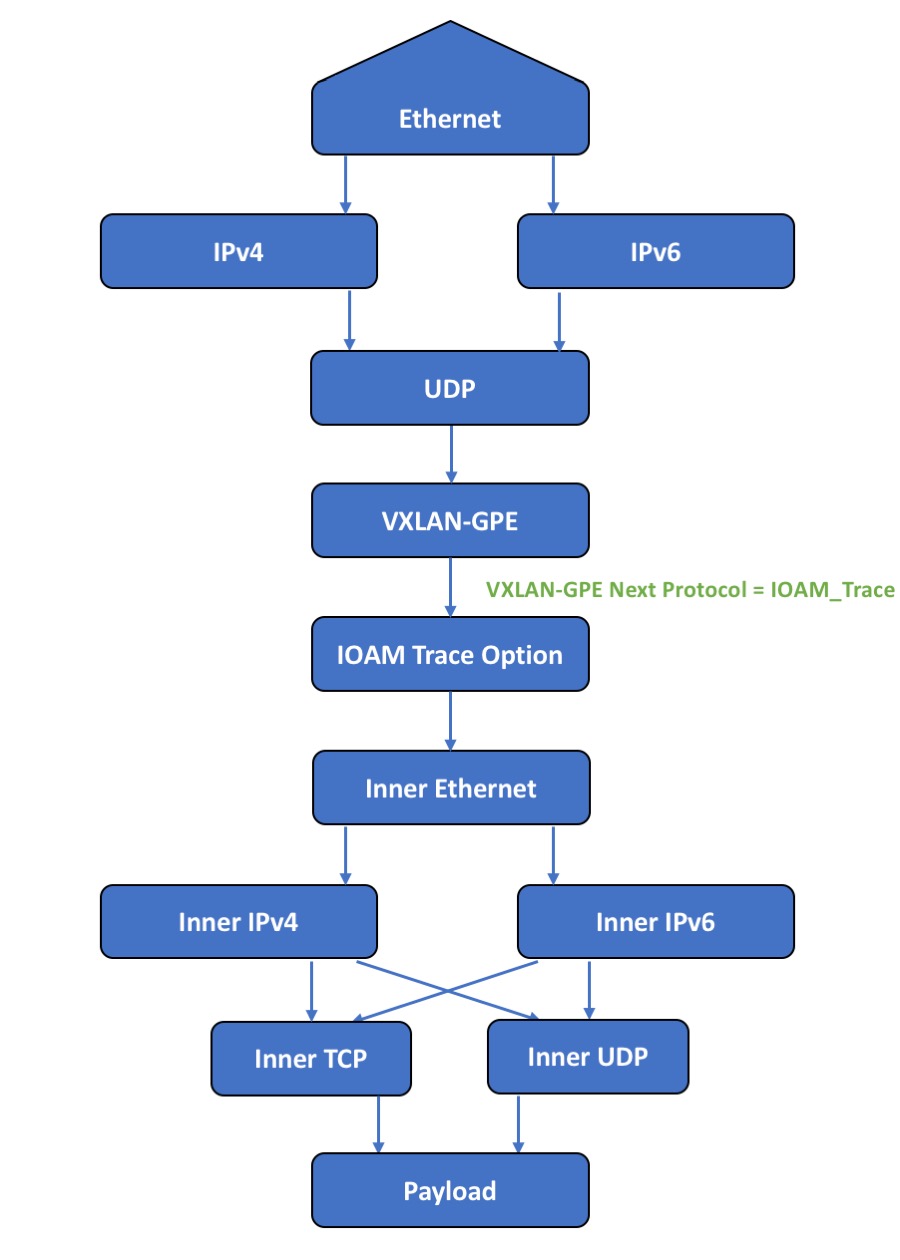 Ethernet
IPv4
IPv6
UDP
VXLAN-GPE
VXLAN-GPE Next Protocol = IOAM_Trace
IOAM Trace Option
Inner Ethernet
Inner IPv4
Inner IPv6
Inner TCP
Inner UDP
Payload